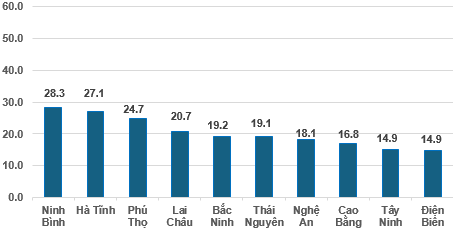 60.0
50.0
40.0
30.0
20.0
10.0
0.0
28.3
27.1
24.7
20.7
19.2
19.1
18.1
16.8
14.9
14.9
Ninh
Bình
Hà Tĩnh
Phú
Thọ
Lai
Châu
Bắc
Ninh
Thái
Nguyên
Nghệ
An
Cao
Bằng
Tây
Ninh
Điện
Biên